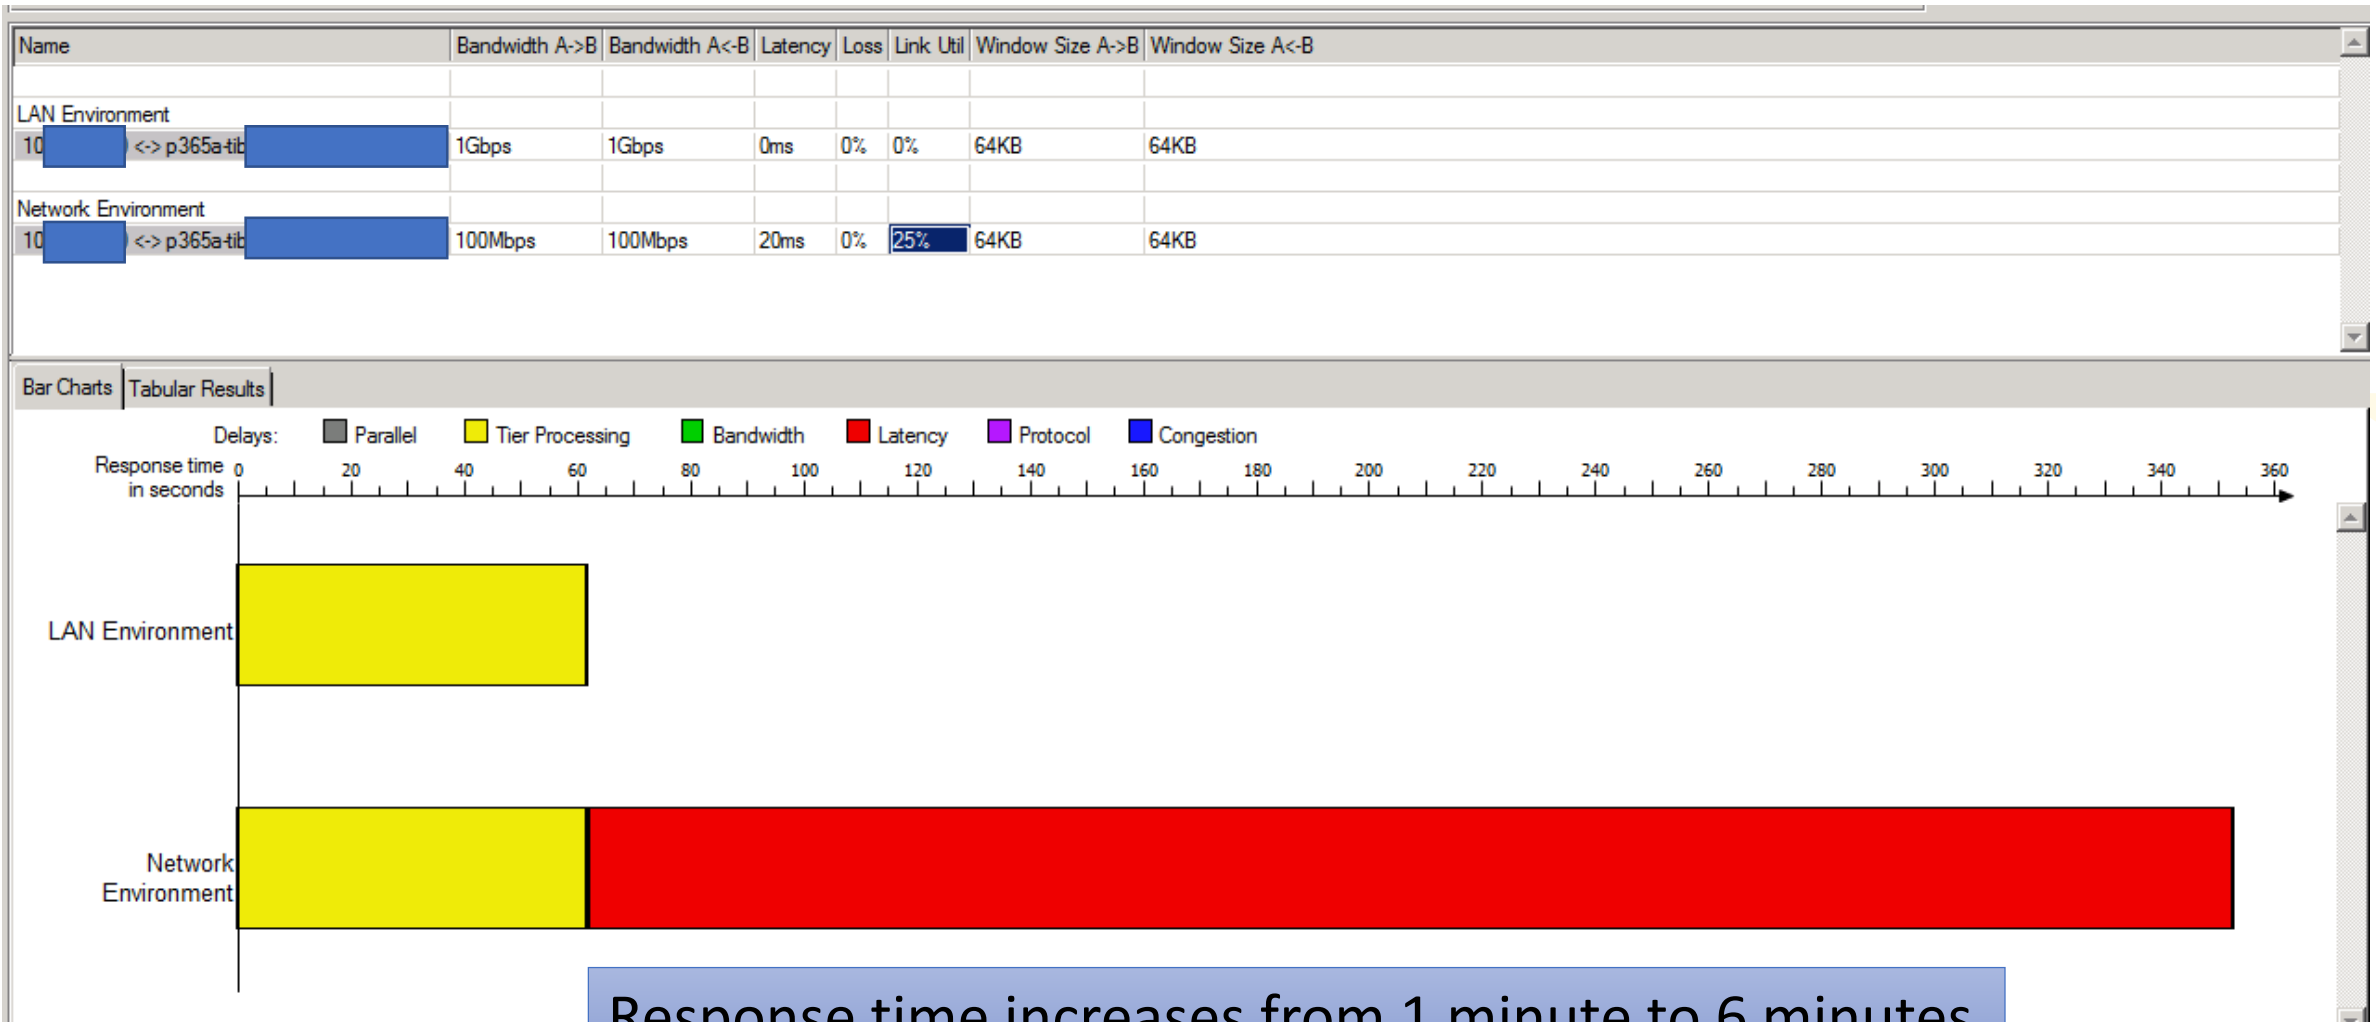 Name Bandwidth A->B Bandwidth A<-B Latency Loss Link Util Window Size A->B Window Size A<-B
LAN Environment
10 <-> p365a-tib 1Gbps 1Gbps 0ms 0% 0% 64KB 64KB
Network Environment
10 <-> p365a-tib 100Mbps 100Mbps 20ms 0% 25% 64KB 64KB
Bar Charts Tabular Results
Delays: Parallel Tier Processing Bandwidth Latency Protocol Congestion
Response time
in seconds
0 20 40 60 80 100 120 140 160 180 200 220 240 260 280 300 320 340 360
LAN Environment
Network
Environment
Response time increases from 1 minute to 6 minutes